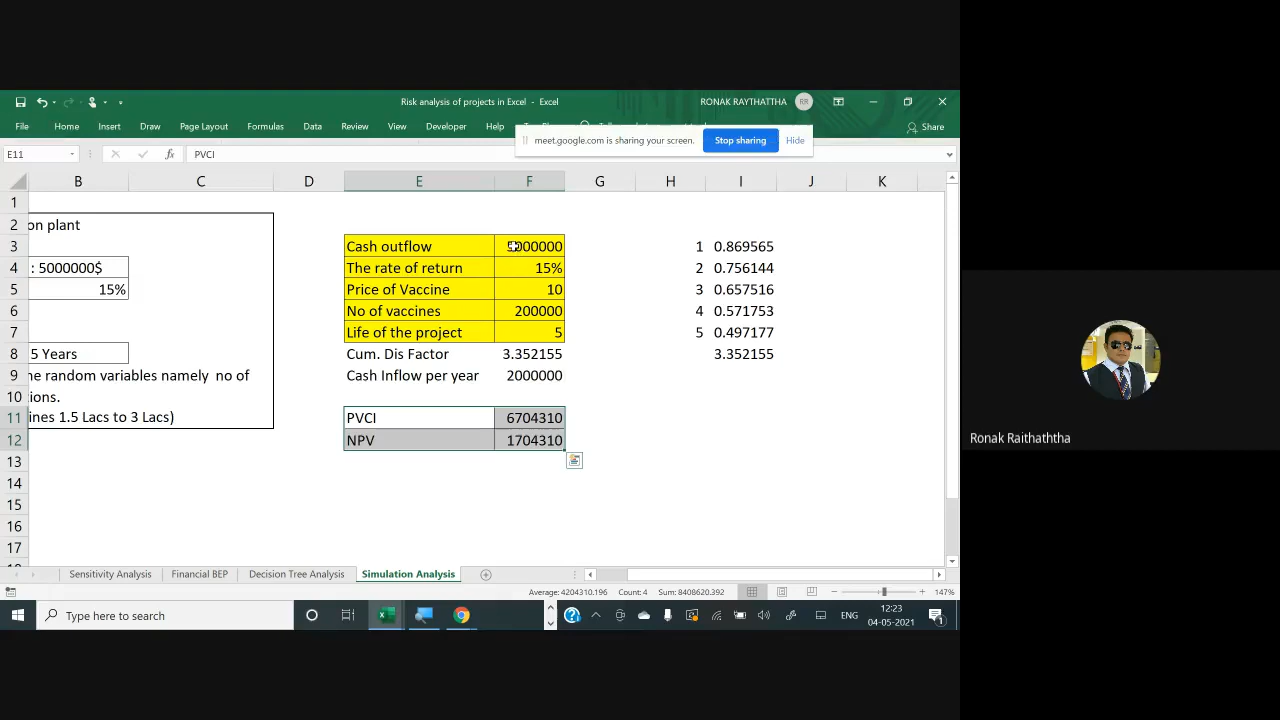 Risk analysis of projects in Excel - Excel
RONAK RAYTHATTHA
RR
File
Home
Insert
Draw
Page Layout
Formulas
Data
Review
View
Developer
Help
Share
meet.google.com is sharing your screen.
Stop sharing
Hide
E11
fx
PVCI
B C D E F G H I J K
1
2 on plant
3 Cash outflow 1 0.869565
4 : 5000000$ The rate of return 15% 2 0.756144
5 15% Price of Vaccine 10 3 0.657516
6 No of vaccines 200000 4 0.571753
7 Life of the project 5 5 0.497177
8 5 Years Cum. Dis Factor 3.352155 3.352155
9 ne random variables namely no of Cash Inflow per year 2000000
10 ions.
11 ines 1.5 Lacs to 3 Lacs) PVCI 6704310
12 NPV 1704310
13
14
15
16
17
Sensitivity Analysis
Financial BEP
Decision Tree Analysis
Simulation Analysis
Average: 4204310.196 Count: 4 Sum: 8408620.392
147%
Type here to search
ENG
12:23
04-05-2021
1
Ronak Raiththa